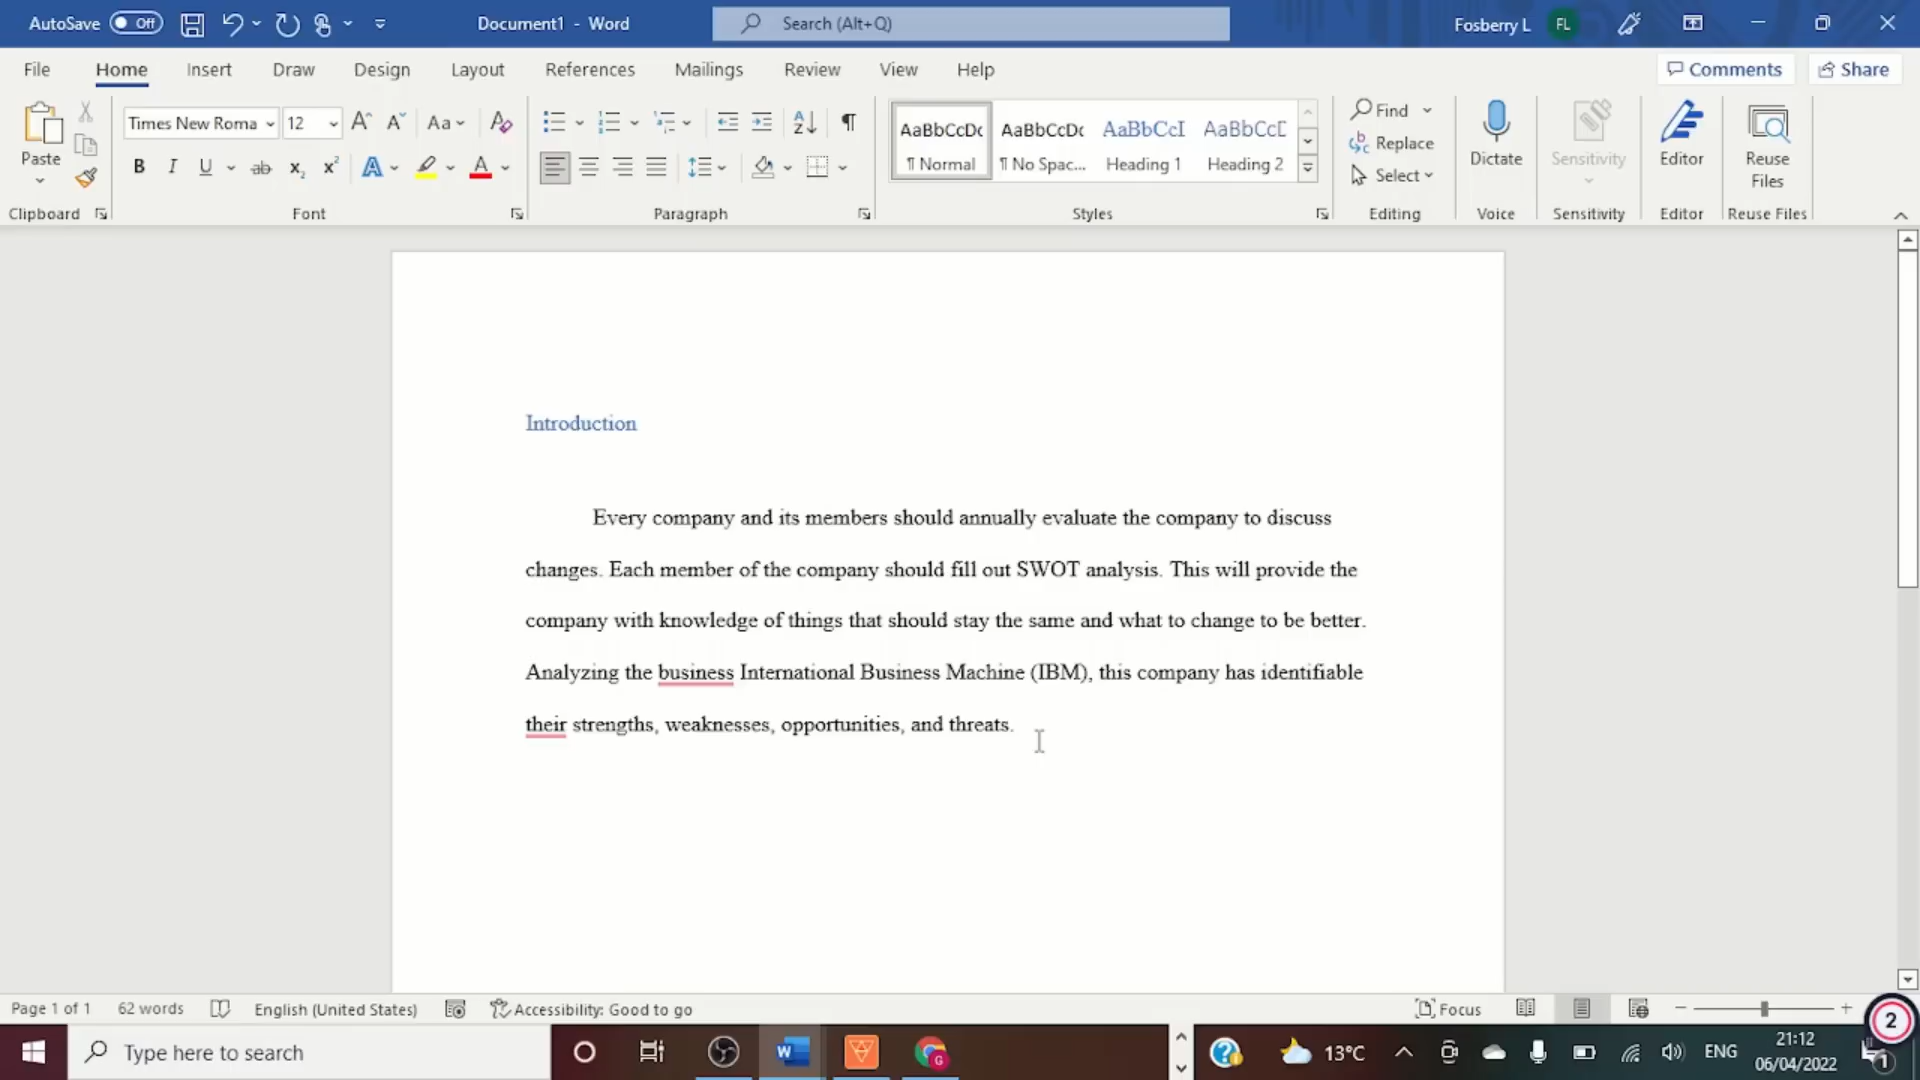 AutoSave Off Document1 - Word Search (Alt+Q) Fosberry L FL
File Home Insert Draw Design Layout References Mailings Review View Help Comments Share
Times New Roma 12 Aa AaBbCcDc AaBbCcDc AaBbCcI AaBbCcD Find
Paste B I U ab x₂ x² A A ¶ Normal ¶ No Spac... Heading 1 Heading 2 Replace
Select
Dictate Sensitivity Editor Reuse Files
Clipboard Font Paragraph Styles Editing Voice Sensitivity Editor Reuse Files
Introduction
Every company and its members should annually evaluate the company to discuss
changes. Each member of the company should fill out SWOT analysis. This will provide the
company with knowledge of things that should stay the same and what to change to be better.
Analyzing the business International Business Machine (IBM), this company has identifiable
their strengths, weaknesses, opportunities, and threats.
Page 1 of 1 62 words English (United States) Accessibility: Good to go Focus
2
Type here to search 13°C ENG 21:12
06/04/2022 1